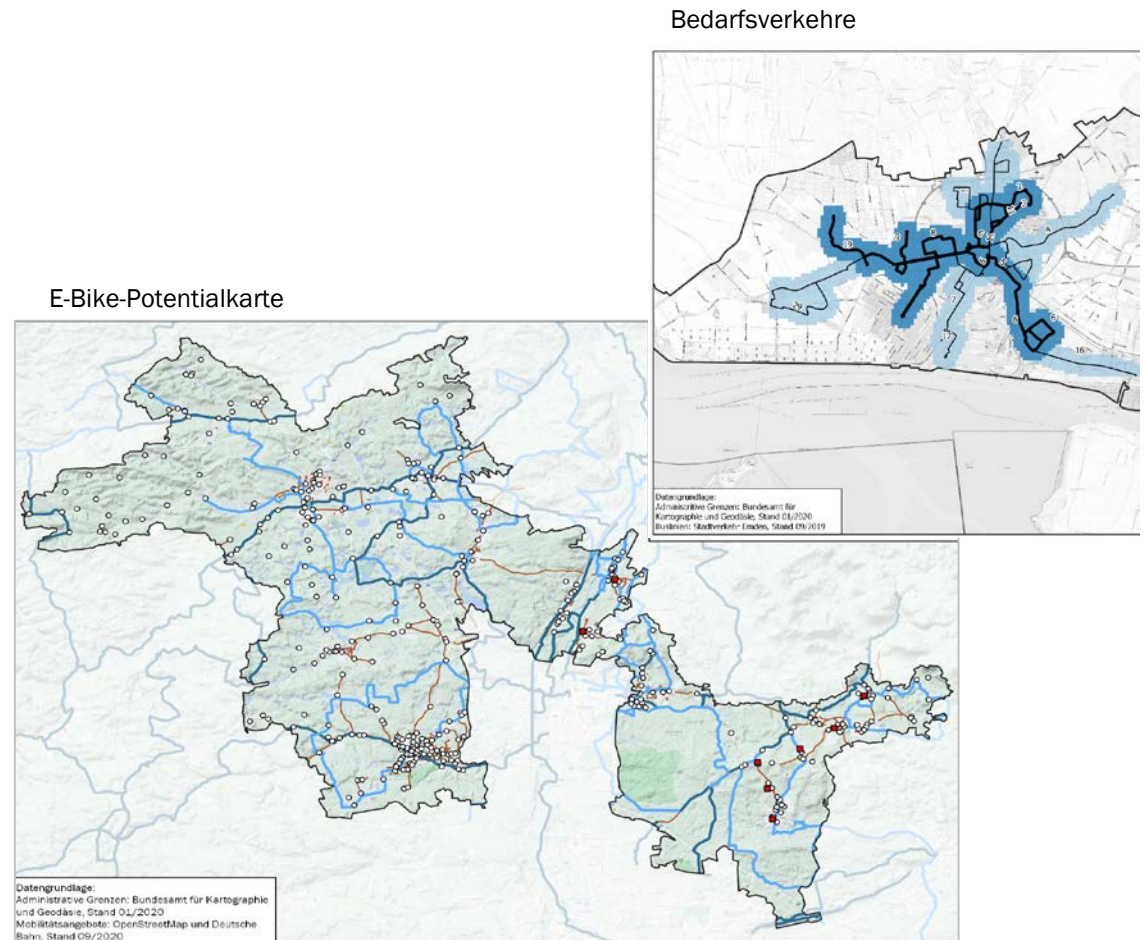 Bedarfsverkehre
E-Bike-Potentialkarte
Datengrundlage:
Administrative Grenzen: Bundesamt für
Kartographie und Geodäsie, Stand 01/2020
Buslinien: Stadtverkehr Emden, Stand 09/2019
16
Datengrundlage:
Administrative Grenzen: Bundesamt für Kartographie
und Geodäsie, Stand 01/2020
Mobilitätsangebote: OpenStreetMap und Deutsche
Bahn, Stand 09/2020